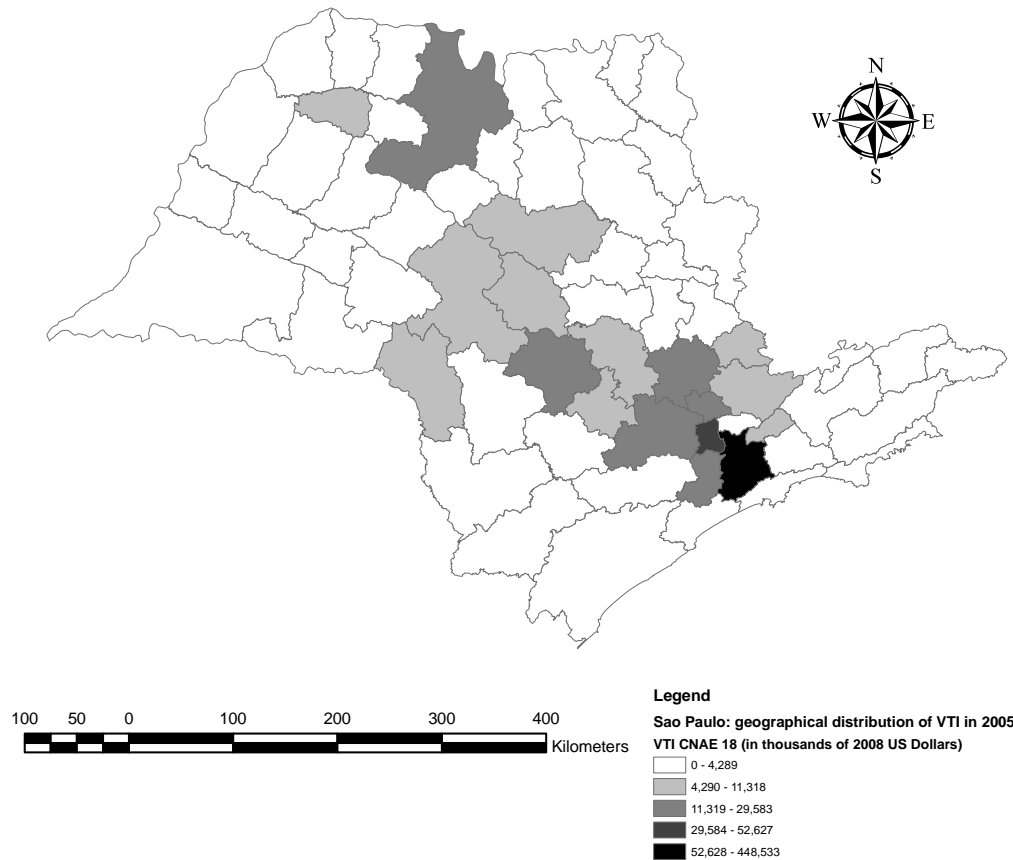 N
W E
S
100 50 0 100 200 300 400
Kilometers
Legend
Sao Paulo: geographical distribution of VTI in 2005
VTI CNAE 18 (in thousands of 2008 US Dollars)
0 - 4,289
4,290 - 11,318
11,319 - 29,583
29,584 - 52,627
52,628 - 448,533